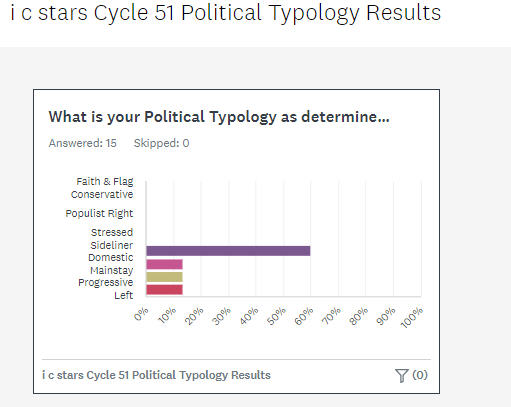 i c stars Cycle 51 Political Typology Results
What is your Political Typology as determine...
Answered: 15 Skipped: 0
Faith & Flag
Conservative
Populist Right
Stressed
Sideliner
Domestic
Mainstay
Progressive
Left
0% 10% 20% 30% 40% 50% 60% 70% 80% 90% 100%
i c stars Cycle 51 Political Typology Results (0)